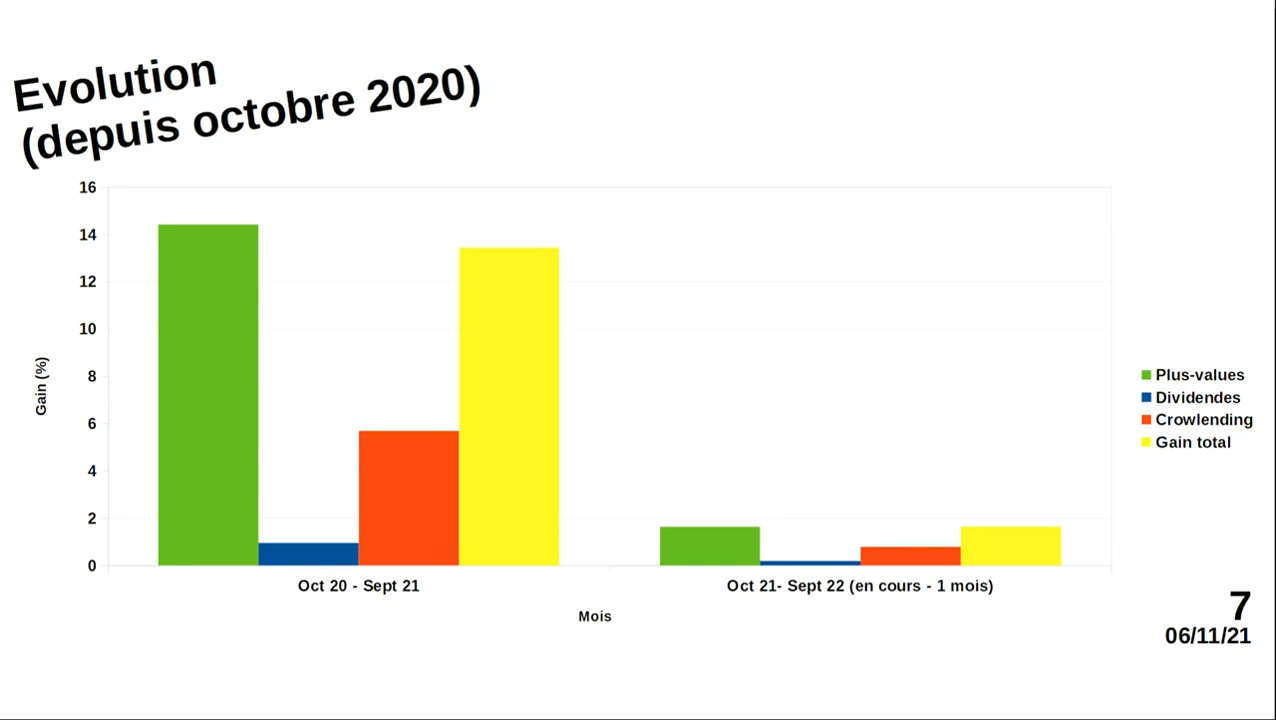 Evolution
(depuis octobre 2020)
16
14
12
10
8
6
4
2
0
Gain (%)
Oct 20 - Sept 21
Oct 21- Sept 22 (en cours - 1 mois)
Mois
Plus-values
Dividendes
Crowlending
Gain total
7
06/11/21